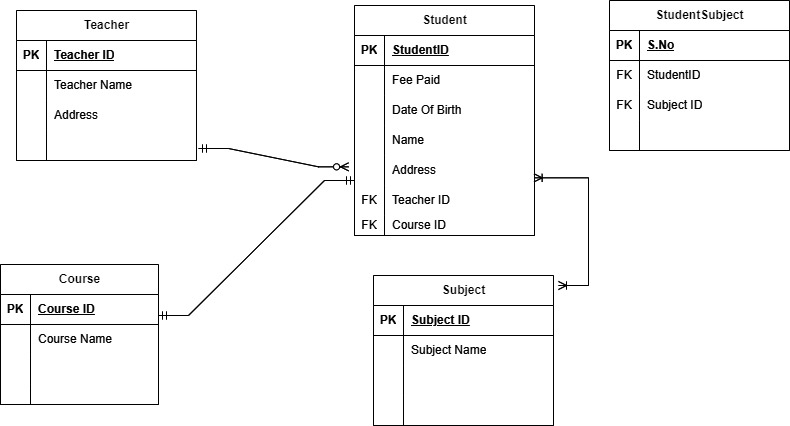 Teacher
PK Teacher ID
Teacher Name
Address
Student
PK StudentID
Fee Paid
Date Of Birth
Name
Address
FK Teacher ID
FK Course ID
StudentSubject
PK S.No
FK StudentID
FK Subject ID
Course
PK Course ID
Course Name
Subject
PK Subject ID
Subject Name